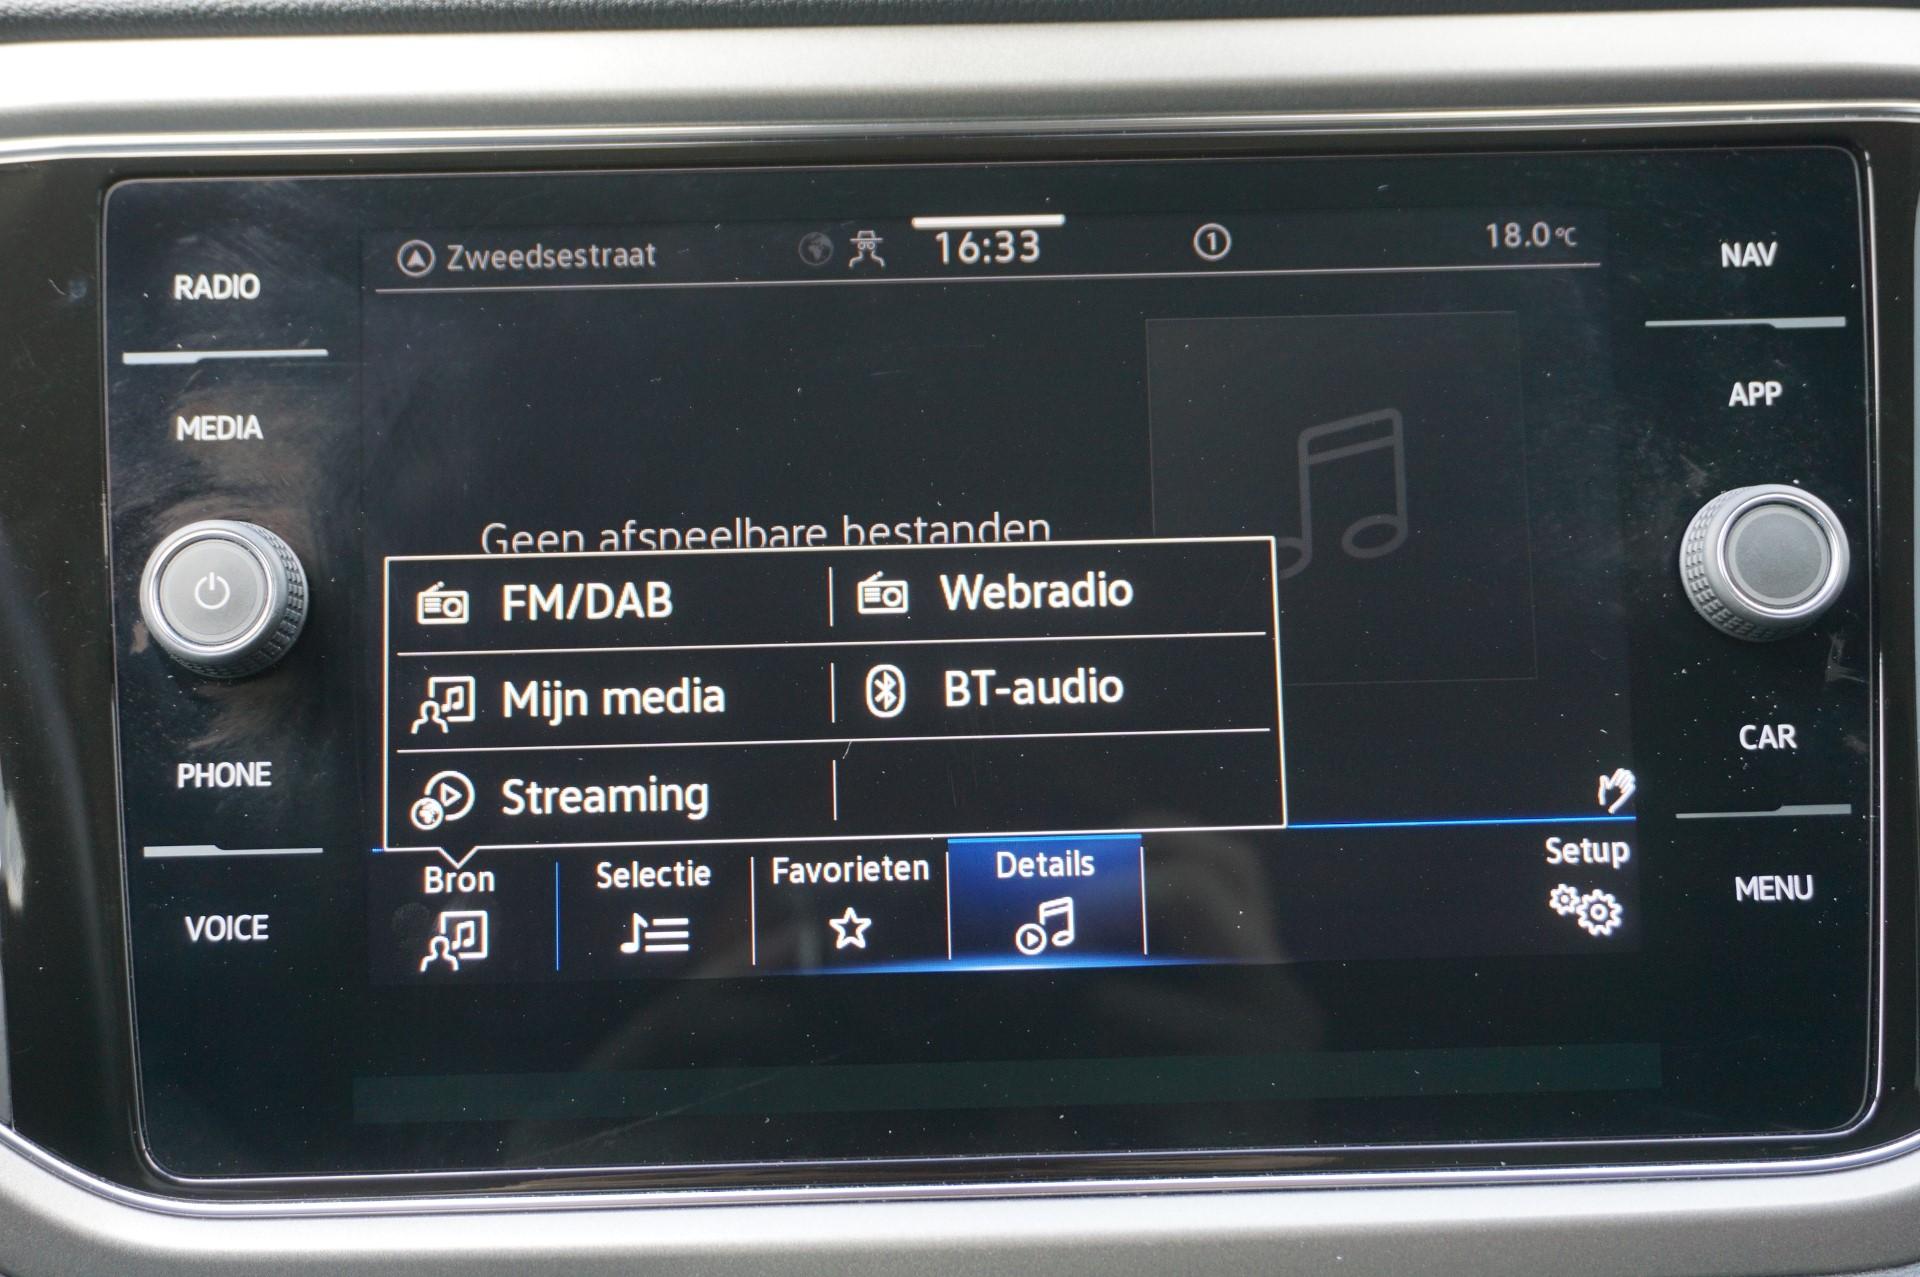 Zweedsestraat 16:33 1 18.0°C
RADIO
MEDIA
PHONE
VOICE
Geen afspeelbare bestanden
FM/DAB
Webradio
Mijn media
BT-audio
Streaming
Bron
Selectie
Favorieten
Details
Setup
NAV
APP
CAR
MENU